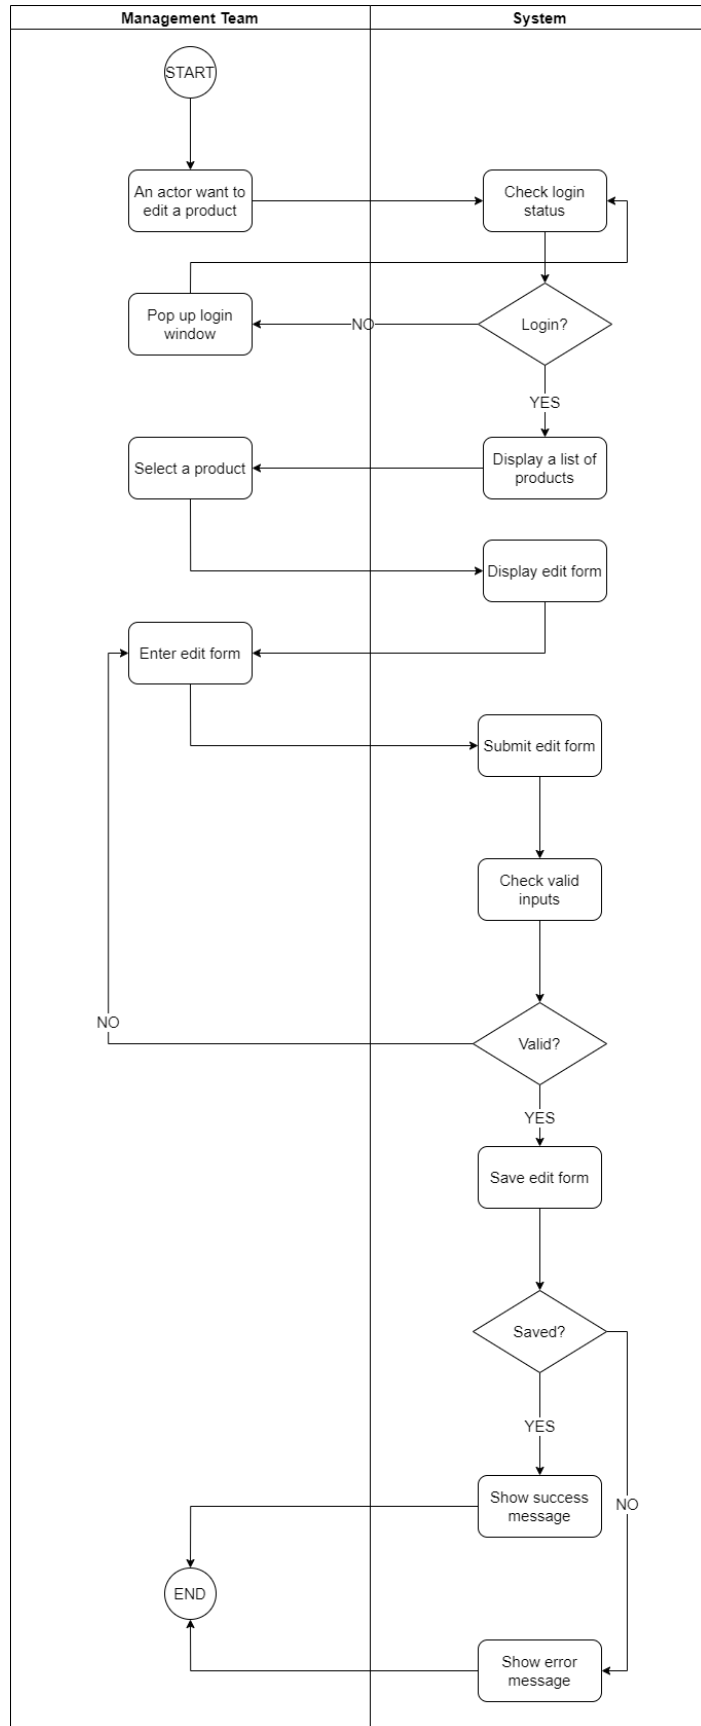 Management Team
System
START
An actor want to
edit a product
Check login
status
Pop up login
window
NO
Login?
YES
Select a product
Display a list of
products
Display edit form
Enter edit form
Submit edit form
Check valid
inputs
NO
Valid?
YES
Save edit form
Saved?
YES
Show success
message
NO
END
Show error
message